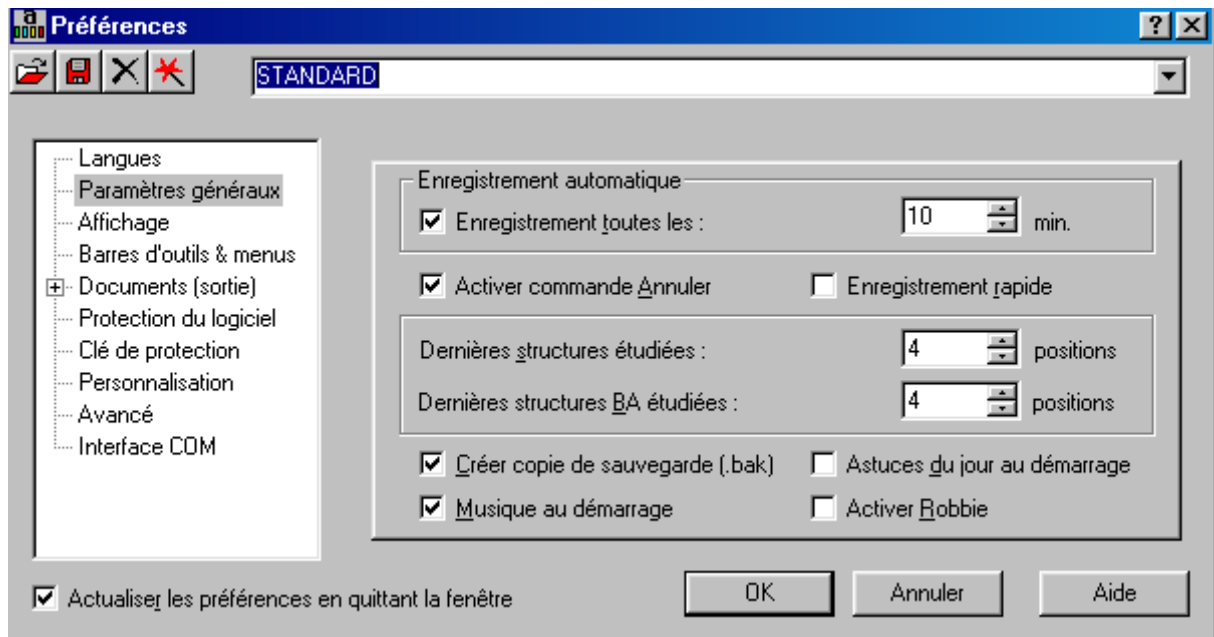 Préférences
STANDARD
Langues
Paramètres généraux
Affichage
Barres d'outils & menus
Documents (sortie)
Protection du logiciel
Clé de protection
Personnalisation
Avancé
Interface COM
Enregistrement automatique
Enregistrement toutes les : 10 min.
Activer commande Annuler Enregistrement rapide
Dernières structures étudiées : 4 positions
Dernières structures BA étudiées : 4 positions
Créer copie de sauvegarde (.bak) Astuces du jour au démarrage
Musique au démarrage Activer Robbie
Actualiser les préférences en quittant la fenêtre
OK Annuler Aide